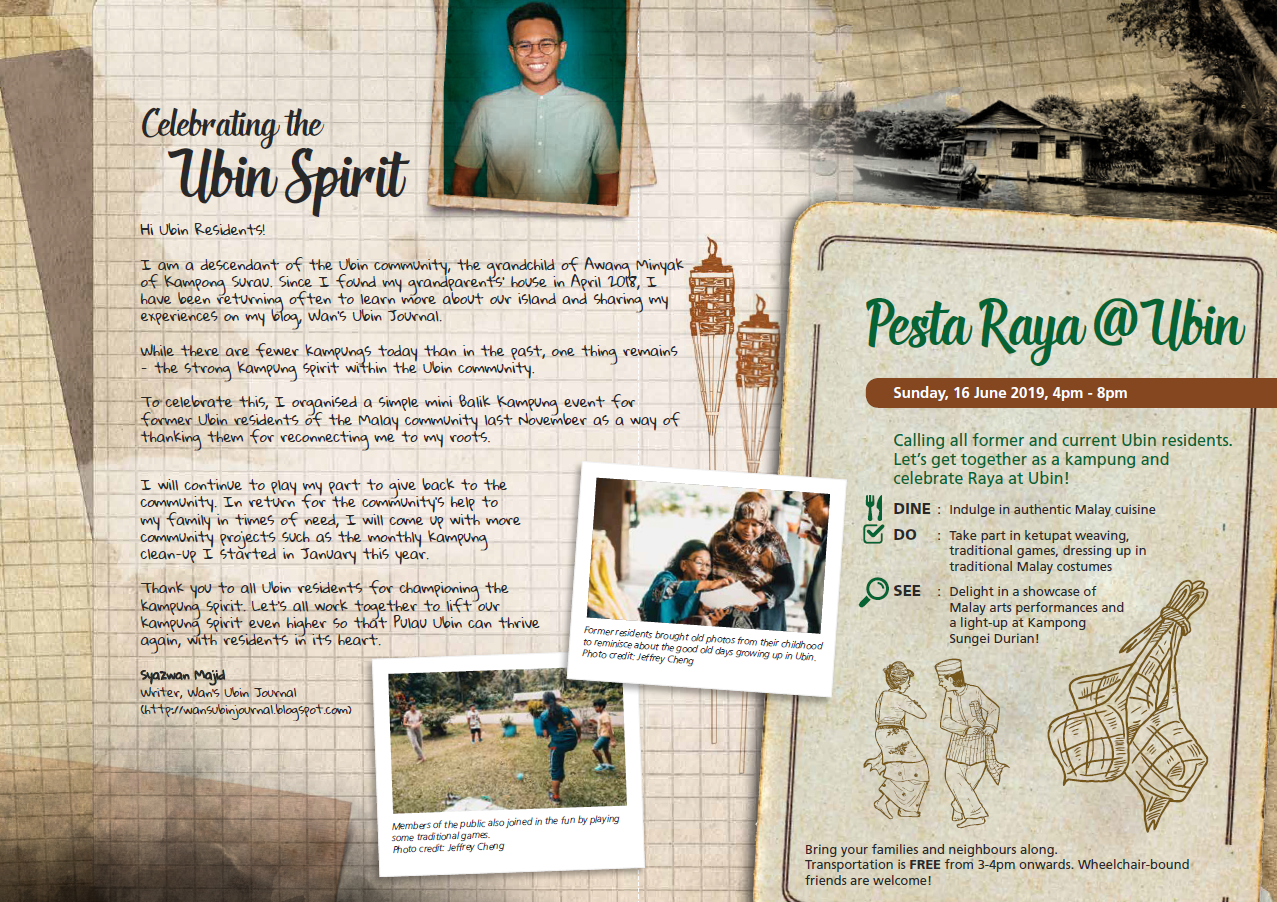 Celebrating the
Ubin Spirit
Hi Ubin Residents!
I am a descendant of the Ubin community, the grandchild of Awang Minyak
of Kampong Surau. Since I found my grandparents' house in April 2018, I
have been returning often to learn more about our island and sharing my
experiences on my blog, Wan's Ubin Journal.
While there are fewer kampungs today than in the past, one thing remains
- the strong kampung spirit within the Ubin community.
To celebrate this, I organised a simple mini Balik Kampung event for
former Ubin residents of the Malay community last November as a way of
thanking them for reconnecting me to my roots.
I will continue to play my part to give back to the
community. In return for the community's help to
my family in times of need, I will come up with more
community projects such as the monthly kampung
clean-up I started in January this year.
Thank you to all Ubin residents for championing the
kampung spirit. Let's all work together to lift our
kampung spirit even higher so that Pulau Ubin can thrive
again, with residents in its heart.
Syazwan Majid
Writer, Wan's Ubin Journal
(http://wansubinjournal.blogspot.com)
Former residents brought old photos from their childhood
to reminisce about the good old days growing up in Ubin.
Photo credit: Jeffrey Cheng
Members of the public also joined in the fun by playing
some traditional games.
Photo credit: Jeffrey Cheng
Pesta Raya @ Ubin
Sunday, 16 June 2019, 4pm - 8pm
Calling all former and current Ubin residents.
Let's get together as a kampung and
celebrate Raya at Ubin!
DINE : Indulge in authentic Malay cuisine
DO : Take part in ketupat weaving,
traditional games, dressing up in
traditional Malay costumes
SEE : Delight in a showcase of
Malay arts performances and
a light-up at Kampong
Sungei Durian!
Bring your families and neighbours along.
Transportation is FREE from 3-4pm onwards. Wheelchair-bound
friends are welcome!